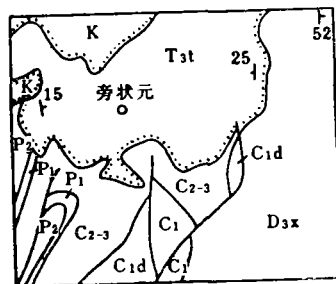 K
52
T₃t
25
K
15
旁状元
P₂
P₁
P₁
C₁d
C₂₋₃
P₂
C₂₋₃
C₁
D₃x
C₁d
C₁